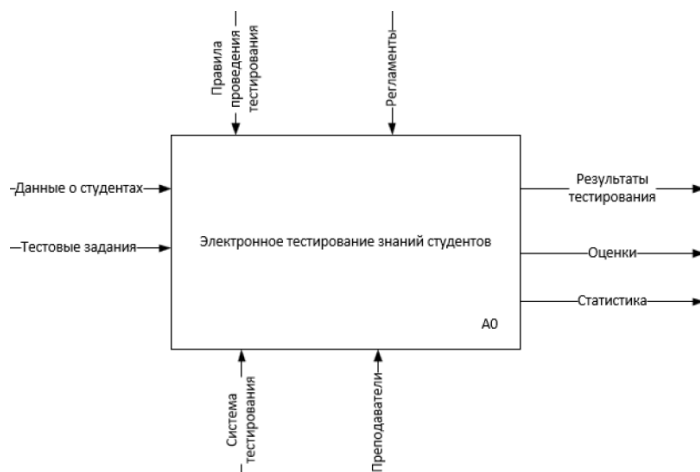 Правила
проведения
тестирования
Регламенты
Данные о студентах
Тестовые задания
Электронное тестирование знаний студентов
А0
Результаты
тестирования
Оценки
Статистика
Система
тестирования
Преподаватели